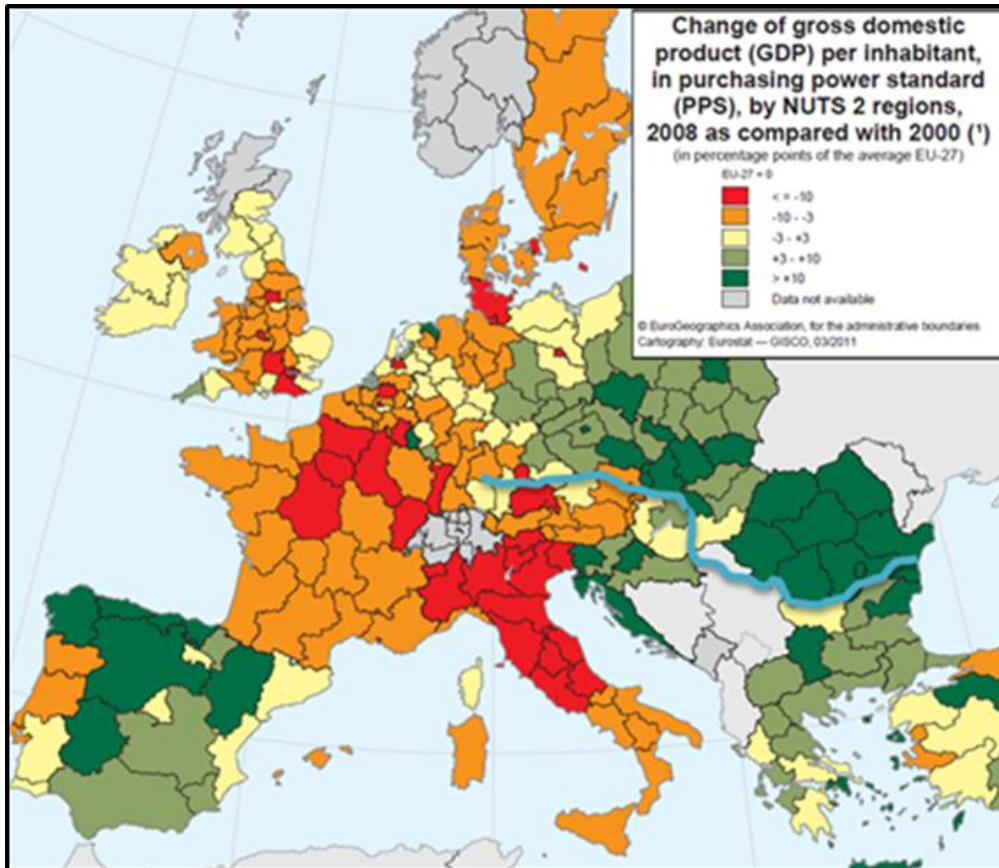 Change of gross domestic
product (GDP) per inhabitant,
in purchasing power standard
(PPS), by NUTS 2 regions,
2008 as compared with 2000 (¹)
(in percentage points of the average EU-27)
EU-27 = 0
< = -10
-10 - -3
-3 - +3
+3 - +10
> +10
Data not available
© EuroGeographics Association, for the administrative boundaries
Cartography: Eurostat — GISCO, 03/2011